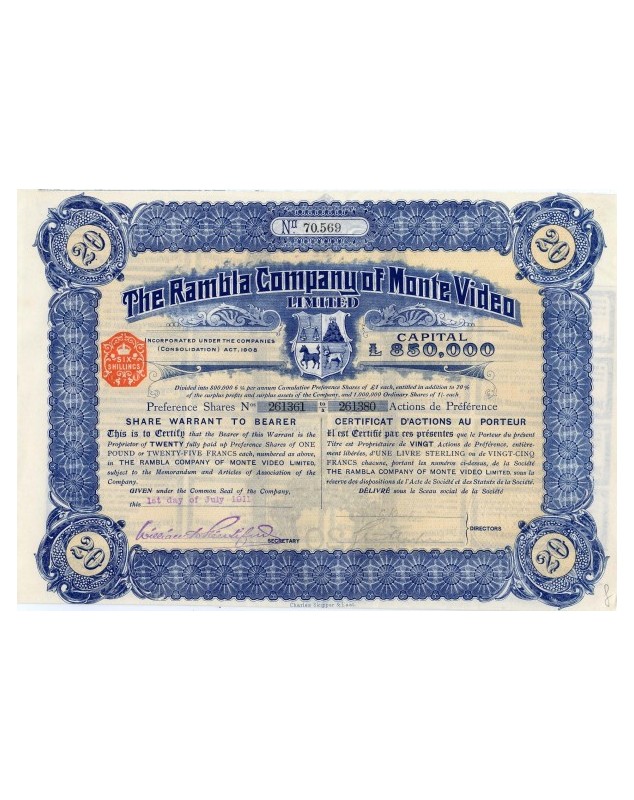 No 70.569
20
20
The Rambla Company of Monte Video
LIMITED
INCORPORATED UNDER THE COMPANIES
(CONSOLIDATION) ACT, 1908
CAPITAL
£ 850,000
SIX
SHILLINGS
Divided into 800,000 6% per annum Cumulative Preference Shares of £1 each, entitled in addition to 20%
of the surplus profits and surplus assets of the Company, and 1,000,000 Ordinary Shares of 1/- each
Preference Shares Nos 261361 to à 261380 Actions de Préférence
SHARE WARRANT TO BEARER
This is to Certify that the Bearer of this Warrant is the
Proprietor of TWENTY fully paid up Preference Shares of ONE
POUND or TWENTY-FIVE FRANCS each, numbered as above,
in THE RAMBLA COMPANY OF MONTE VIDEO LIMITED,
subject to the Memorandum and Articles of Association of the
Company.
GIVEN under the Common Seal of the Company,
this 1st day of July 1911
SECRETARY
CERTIFICAT D'ACTIONS AU PORTEUR
Il est Certifié par ces présentes que le Porteur du présent
Titre est Propriétaire de VINGT Actions de Préférence, entière-
ment libérées, d'UNE LIVRE STERLING ou de VINGT-CINQ
FRANCS chacune, portant les numéros ci-dessus, de la Société
THE RAMBLA COMPANY OF MONTE VIDEO LIMITED, sous la
réserve des dispositions de l'Acte de Société et des Statuts de la Société.
DÉLIVRÉ sous le Sceau social de la Société
DIRECTORS
20
20
Charles Skipper & East